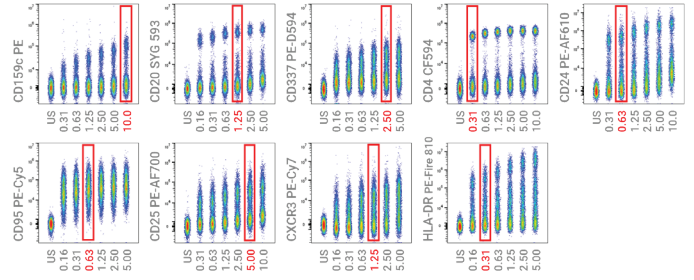 CD159c PE
US 0.31 0.63 1.25 2.50 5.00 10.0
CD20 SYG 593
US 0.16 0.31 0.63 1.25 2.50 5.00
CD337 PE-D594
US 0.16 0.31 0.63 1.25 2.50 5.00
CD4 CF594
US 0.31 0.63 1.25 2.50 5.00 10.0
CD24 PE-AF610
US 0.31 0.63 1.25 2.50 5.00 10.0
CD95 PE-Cy5
US 0.16 0.31 0.63 1.25 2.50 5.00
CD25 PE-AF700
US 0.31 0.63 1.25 2.50 5.00 10.0
CXCR3 PE-Cy7
US 0.16 0.31 0.63 1.25 2.50 5.00
HLA-DR PE-Fire 810
US 0.16 0.31 0.63 1.25 2.50 5.00